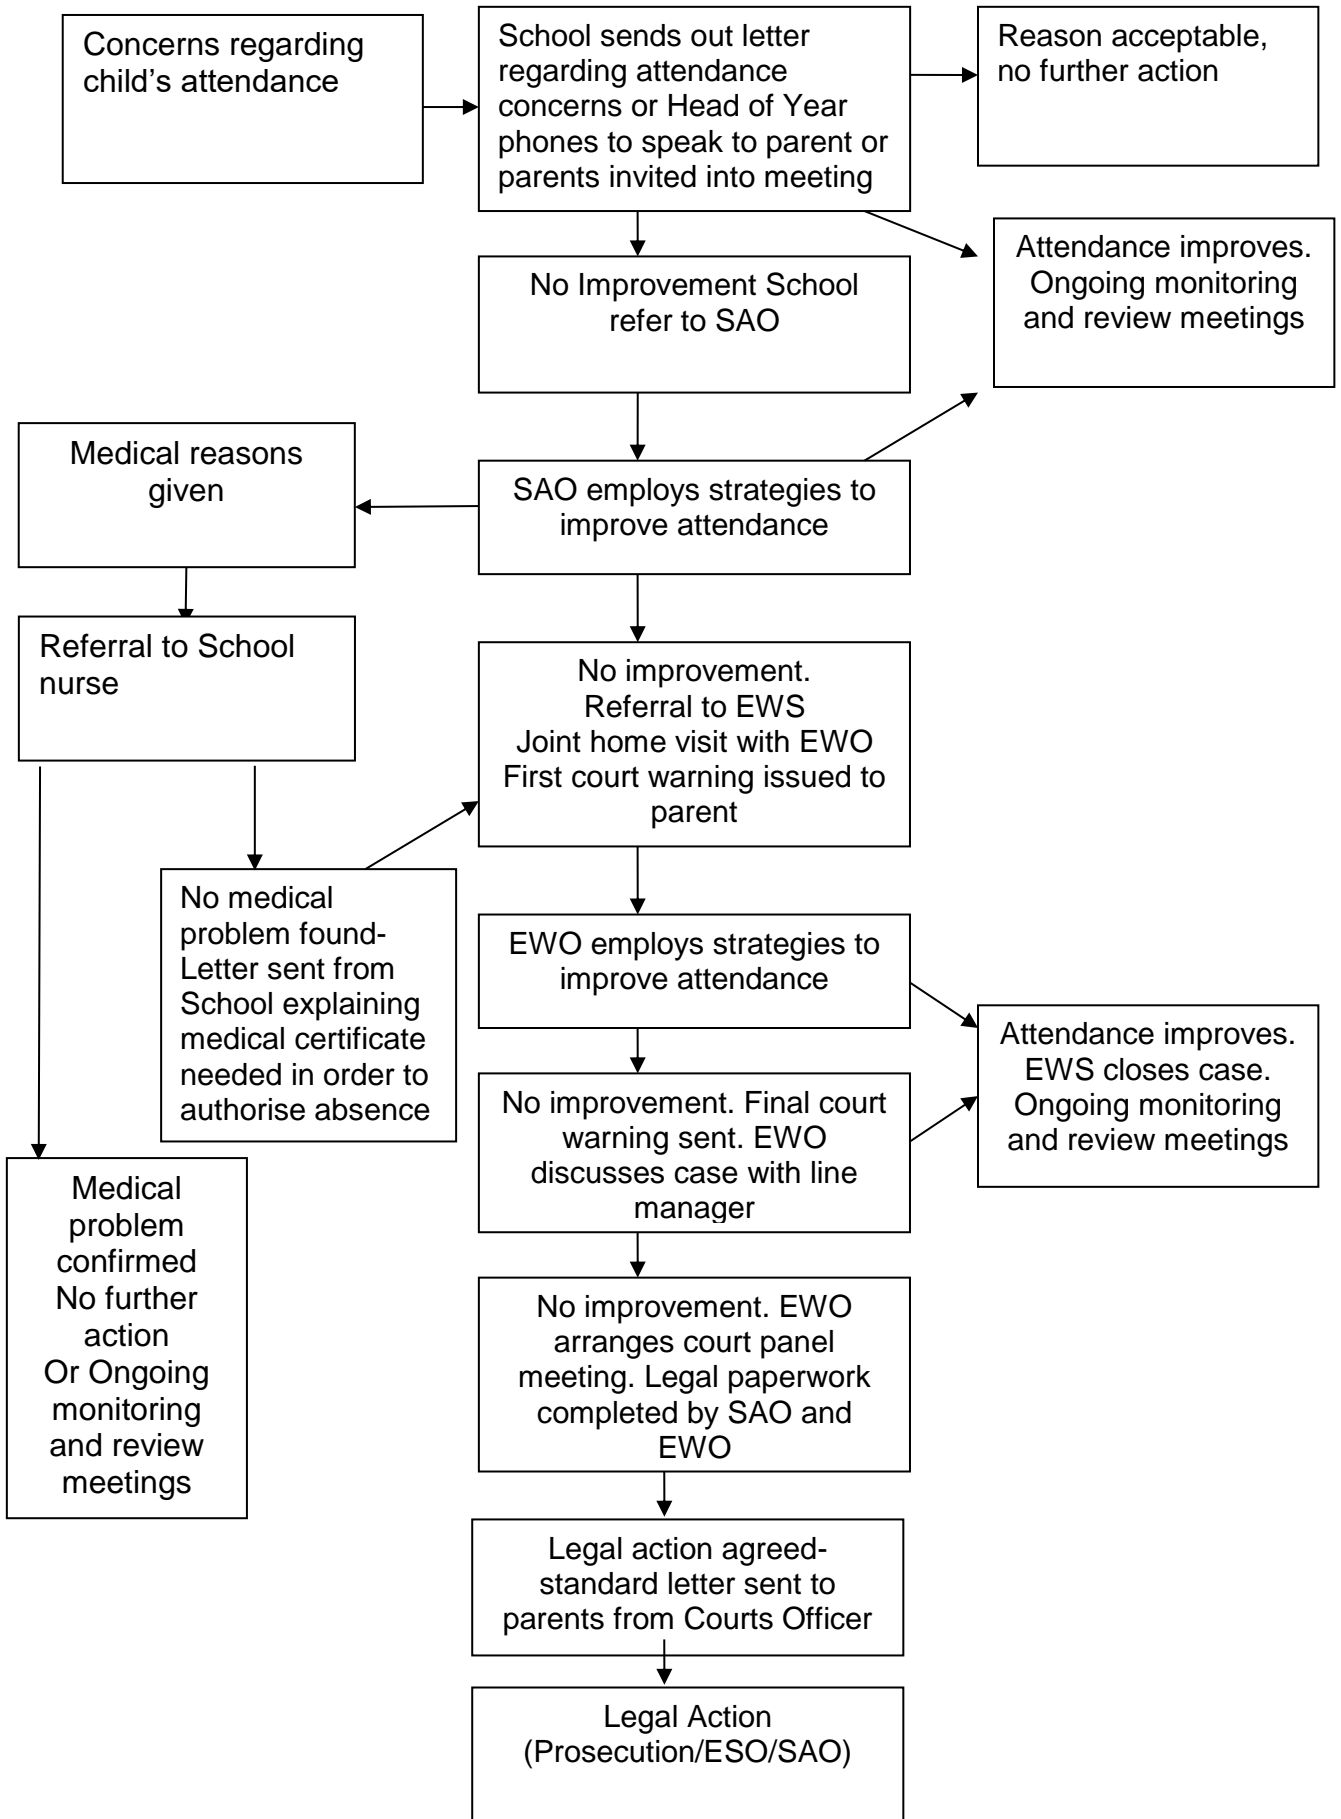 Concerns regarding
child's attendance
School sends out letter
regarding attendance
concerns or Head of Year
phones to speak to parent or
parents invited into meeting
Reason acceptable,
no further action
Attendance improves.
Ongoing monitoring
and review meetings
No Improvement School
refer to SAO
Medical reasons
given
SAO employs strategies to
improve attendance
Referral to School
nurse
No improvement.
Referral to EWS
Joint home visit with EWO
First court warning issued to
parent
No medical
problem found-
Letter sent from
School explaining
medical certificate
needed in order to
authorise absence
EWO employs strategies to
improve attendance
Attendance improves.
EWS closes case.
Ongoing monitoring
and review meetings
No improvement. Final court
warning sent. EWO
discusses case with line
manager
Medical
problem
confirmed
No further
action
Or Ongoing
monitoring
and review
meetings
No improvement. EWO
arranges court panel
meeting. Legal paperwork
completed by SAO and
EWO
Legal action agreed-
standard letter sent to
parents from Courts Officer
Legal Action
(Prosecution/ESO/SAO)